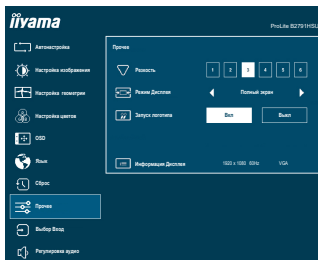 iiyama
ProLite B2791HSU
Автонастройка
Настройка изображения
Настройка геометрии
Настройка цветов
OSD
Язык
Сброс
Прочее
Выбор Вход
Регулировка аудио
Прочее
Резкость
1 2 3 4 5 6
Режим Дисплея
Полный экран
Запуск логотипа
Вкл Выкл
Информация Дисплея
1920 x 1080 60Hz VGA